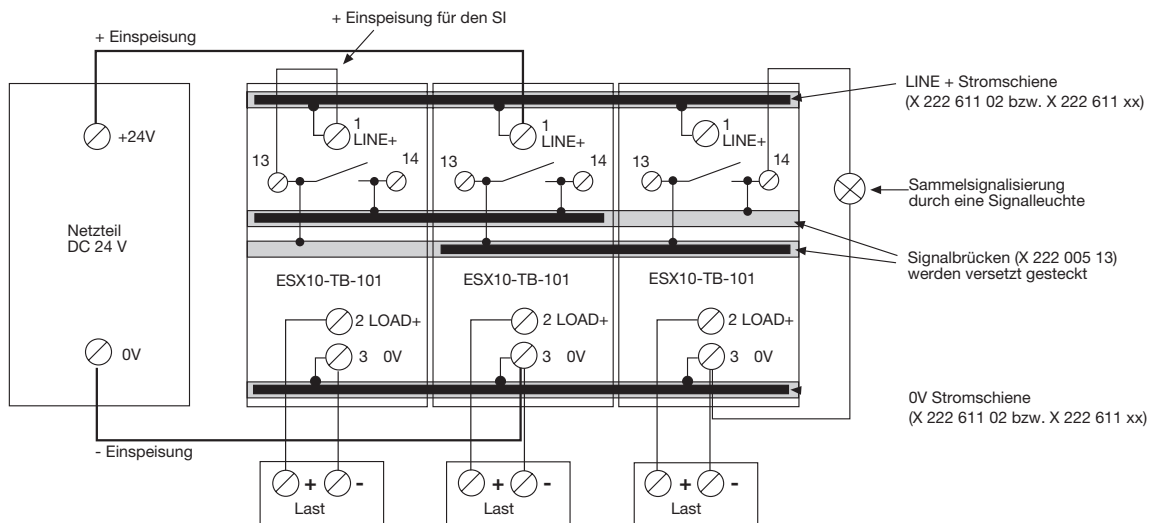 + Einspeisung für den SI
+ Einspeisung
LINE + Stromschiene
(X 222 611 02 bzw. X 222 611 xx)
+24V
1
LINE+
1
LINE+
1
LINE+
13
14
13
14
13
14
Sammelsignalisierung
durch eine Signalleuchte
Netzteil
DC 24 V
Signalbrücken (X 222 005 13)
werden versetzt gesteckt
ESX10-TB-101
ESX10-TB-101
ESX10-TB-101
2 LOAD+
2 LOAD+
2 LOAD+
0V
3 0V
3 0V
3 0V
0V Stromschiene
(X 222 611 02 bzw. X 222 611 xx)
- Einspeisung
+ -
+ -
+ -
Last
Last
Last